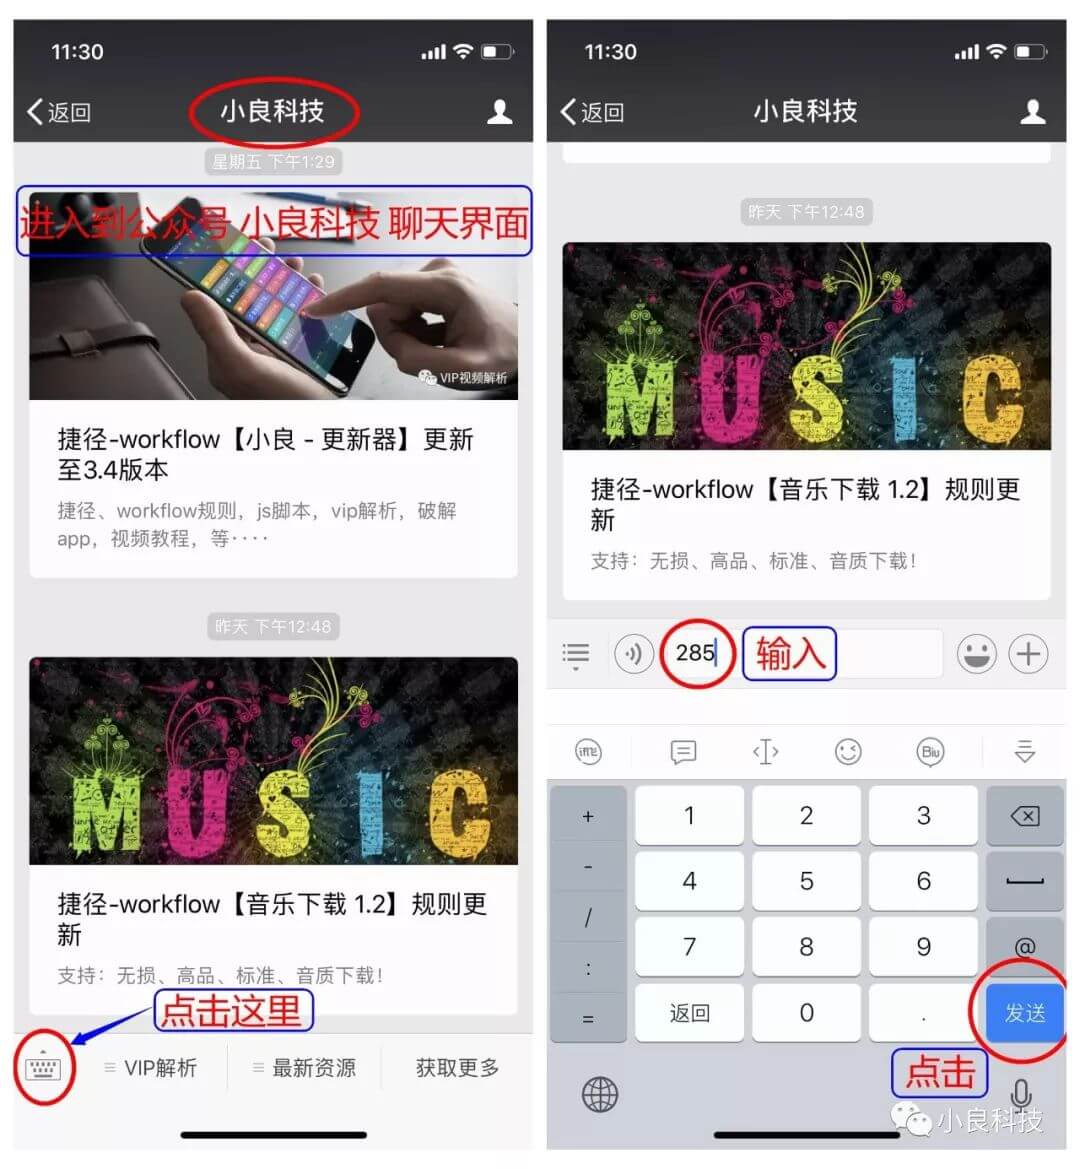 11:30
返回
小良科技
星期五 下午1:29
进入到公众号 小良科技 聊天界面
VIP视频解析
捷径-workflow【小良 - 更新器】更新
至3.4版本
捷径、workflow规则，js脚本，vip解析，破解
app，视频教程，等····
昨天 下午12:48
MUSIC
捷径-workflow【音乐下载 1.2】规则更
新
支持：无损、高品、标准、音质下载！
点击这里
VIP解析
最新资源
获取更多
11:30
返回
小良科技
昨天 下午12:48
MUSIC
捷径-workflow【音乐下载 1.2】规则更
新
支持：无损、高品、标准、音质下载！
285
输入
Biu
+
1
2
3
-
4
5
6
/
7
8
9
@
:
=
返回
0
.
发送
点击
小良科技